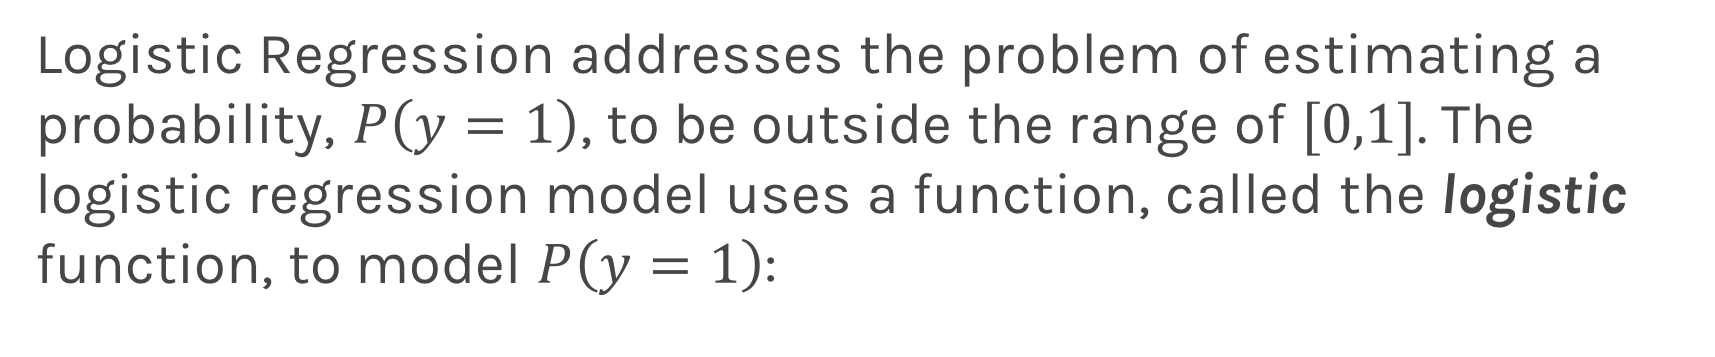 Logistic Regression addresses the problem of estimating a
probability, P(y = 1), to be outside the range of [0,1]. The
logistic regression model uses a function, called the logistic
function, to model P(y = 1):